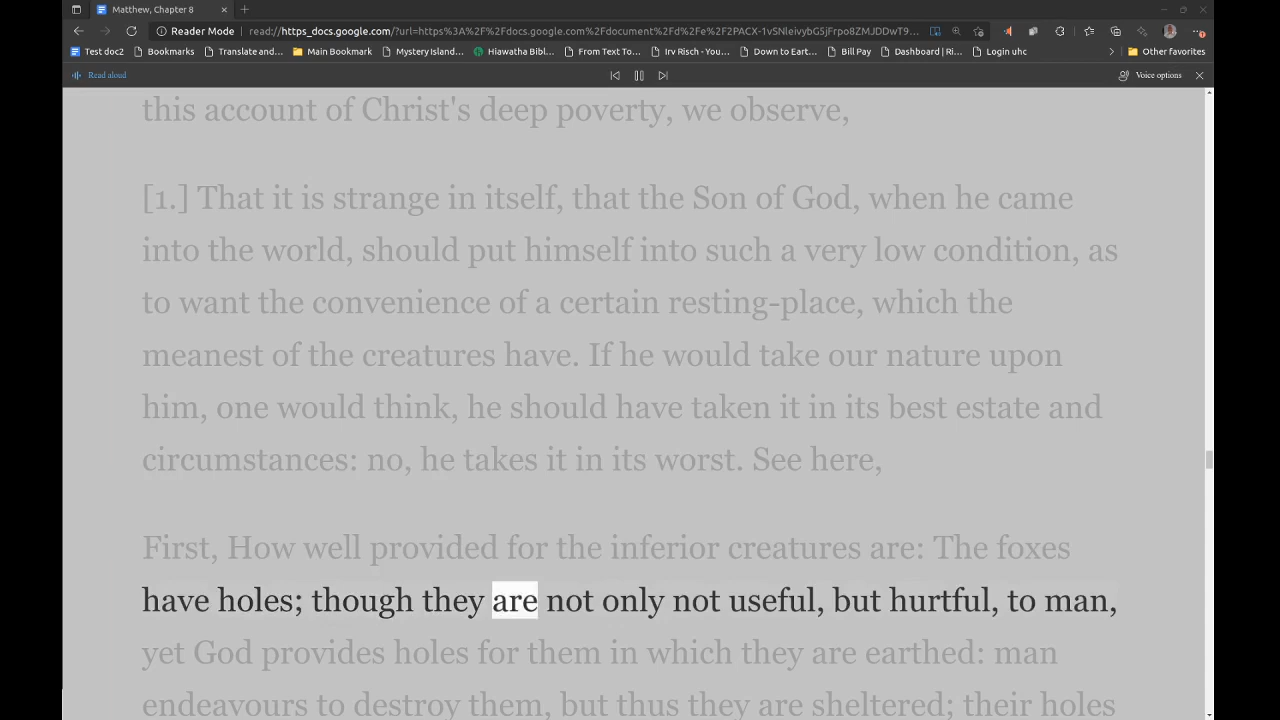 Matthew, Chapter 8
Reader Mode
read://https_docs.google.com/?url=https%3A%2F%2Fdocs.google.com%2Fdocument%2Fd%2Fe%2F2PACX-1vSNleivybG5jFrpo8ZMJDDwT9...
Test doc2 Bookmarks Translate and... Main Bookmark Mystery Island... Hiawatha Bibl... From Text To... Irv Risch - You... Down to Eart... Bill Pay Dashboard | Ri... Login uhc Other favorites
Read aloud Voice options
this account of Christ's deep poverty, we observe,
[1.] That it is strange in itself, that the Son of God, when he came
into the world, should put himself into such a very low condition, as
to want the convenience of a certain resting-place, which the
meanest of the creatures have. If he would take our nature upon
him, one would think, he should have taken it in its best estate and
circumstances: no, he takes it in its worst. See here,
First, How well provided for the inferior creatures are: The foxes
have holes; though they are not only not useful, but hurtful, to man,
yet God provides holes for them in which they are earthed: man
endeavours to destroy them, but thus they are sheltered; their holes